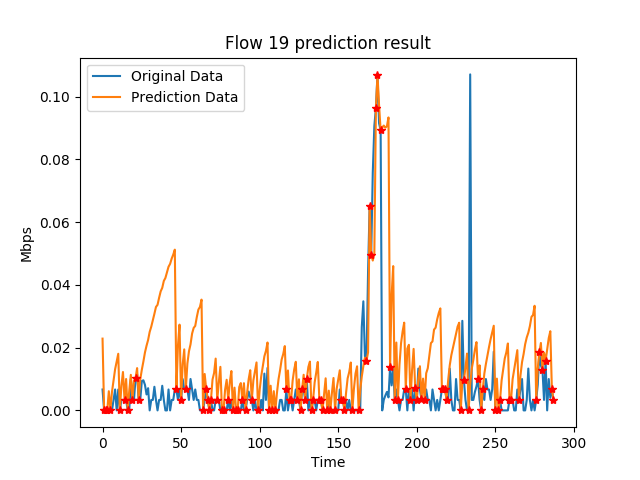 Flow 19 prediction result
Original Data
Prediction Data
0.10
0.08
0.06
0.04
0.02
0.00
Mbps
0 50 100 150 200 250 300
Time